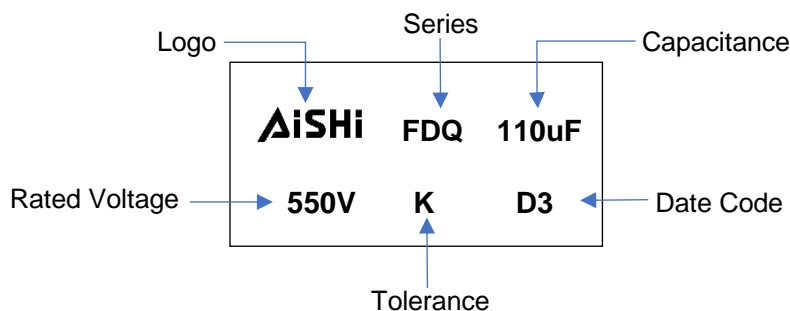 Series
Logo Capacitance
AiSHi FDQ 110uF
Rated Voltage 550V K D3 Date Code
Tolerance